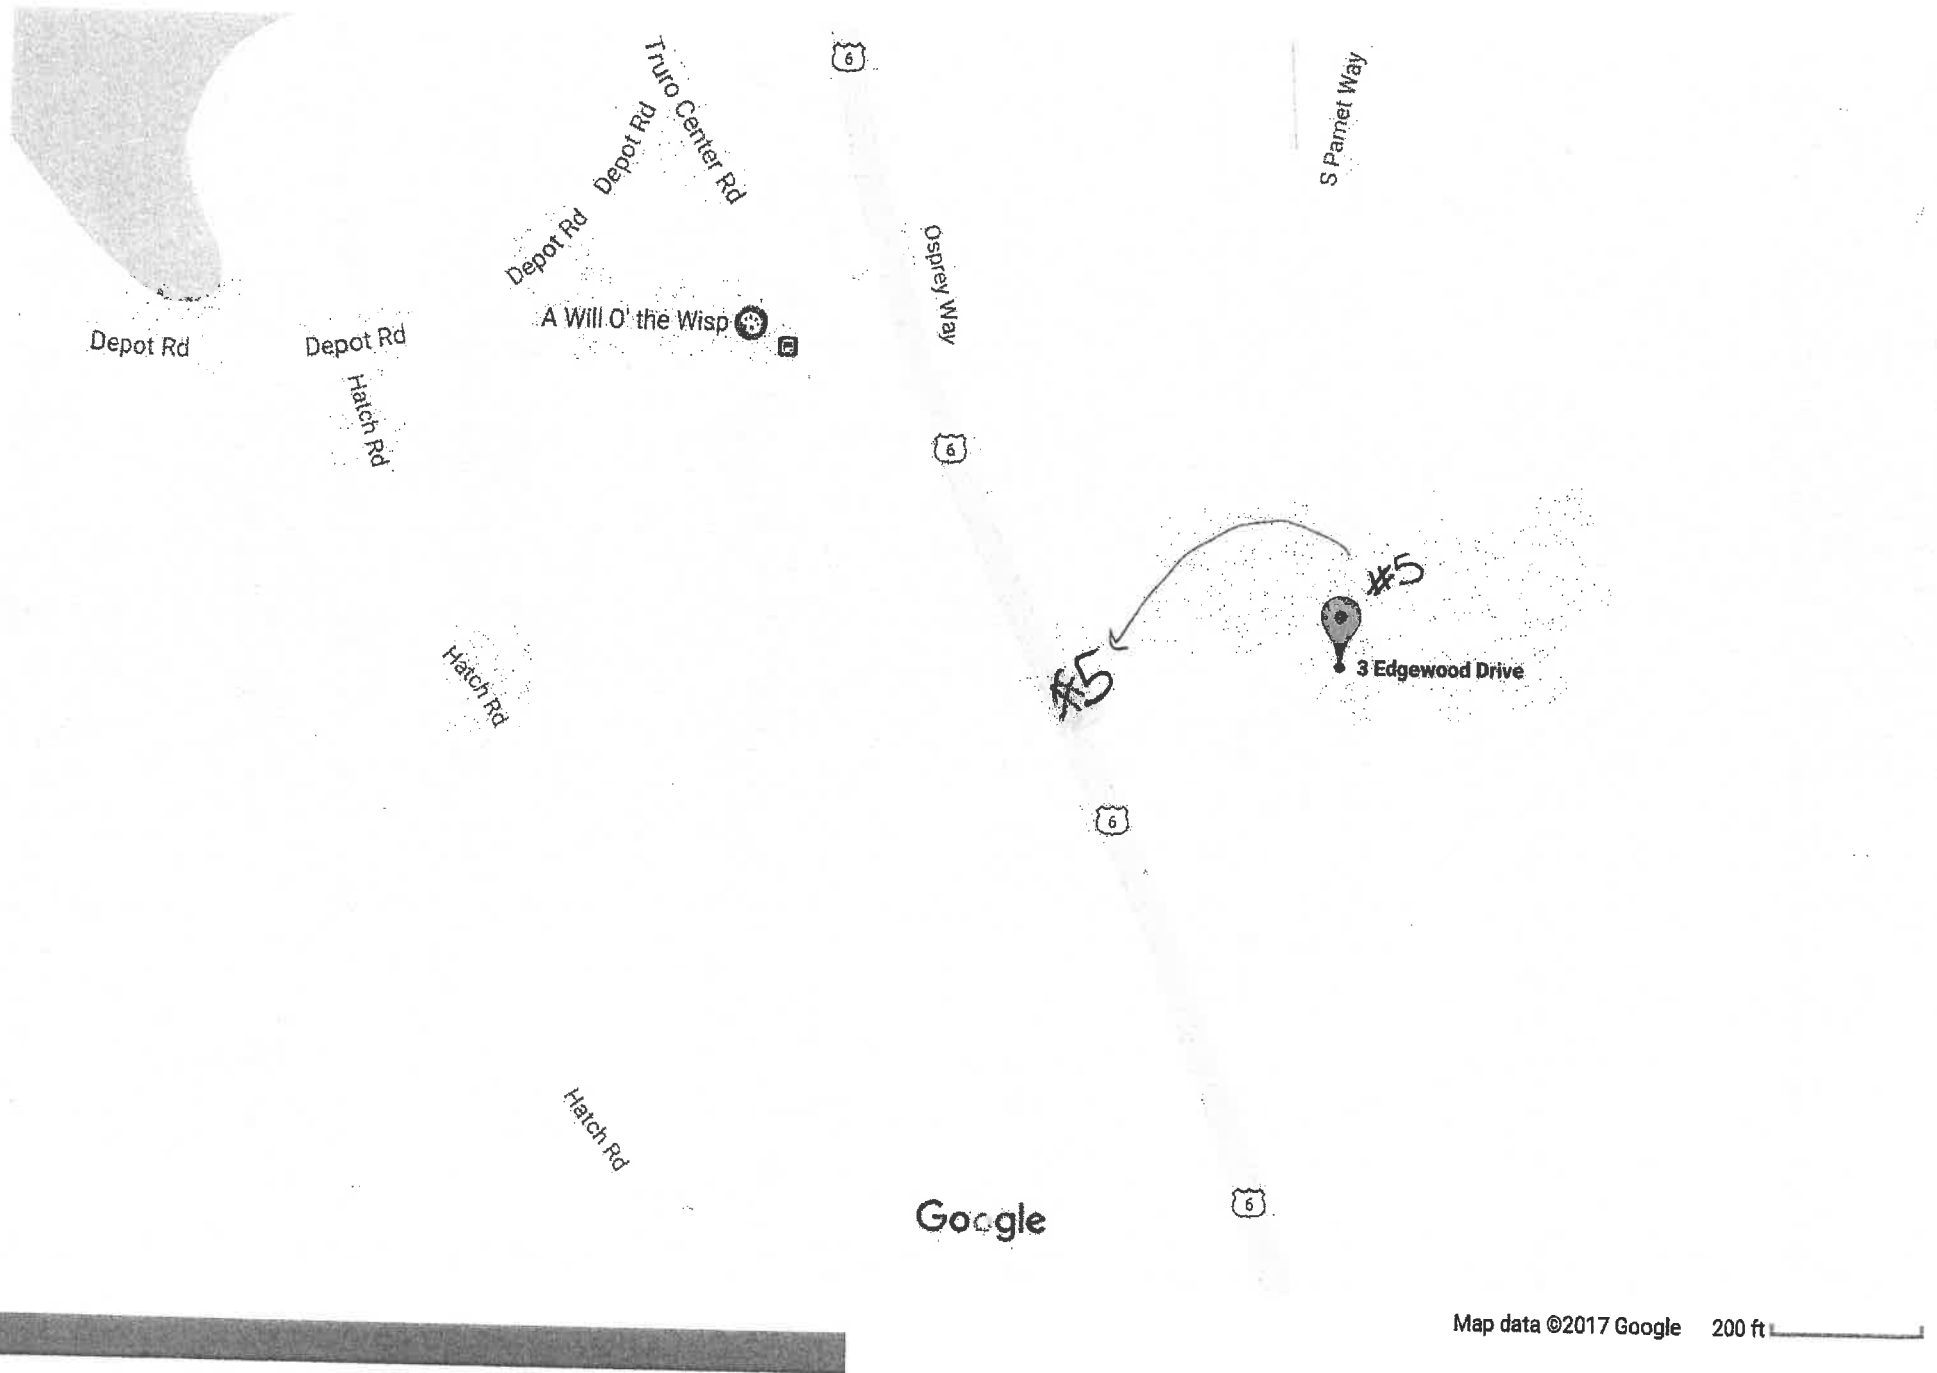 6
Truro Center Rd
S Pamet Way
Depot Rd
Depot Rd
Osprey Way
A Will O' the Wisp
Depot Rd
Depot Rd
Hatch Rd
6
#5
#5
3 Edgewood Drive
Hatch Rd
6
Hatch Rd
6
Google
Map data ©2017 Google 200 ft